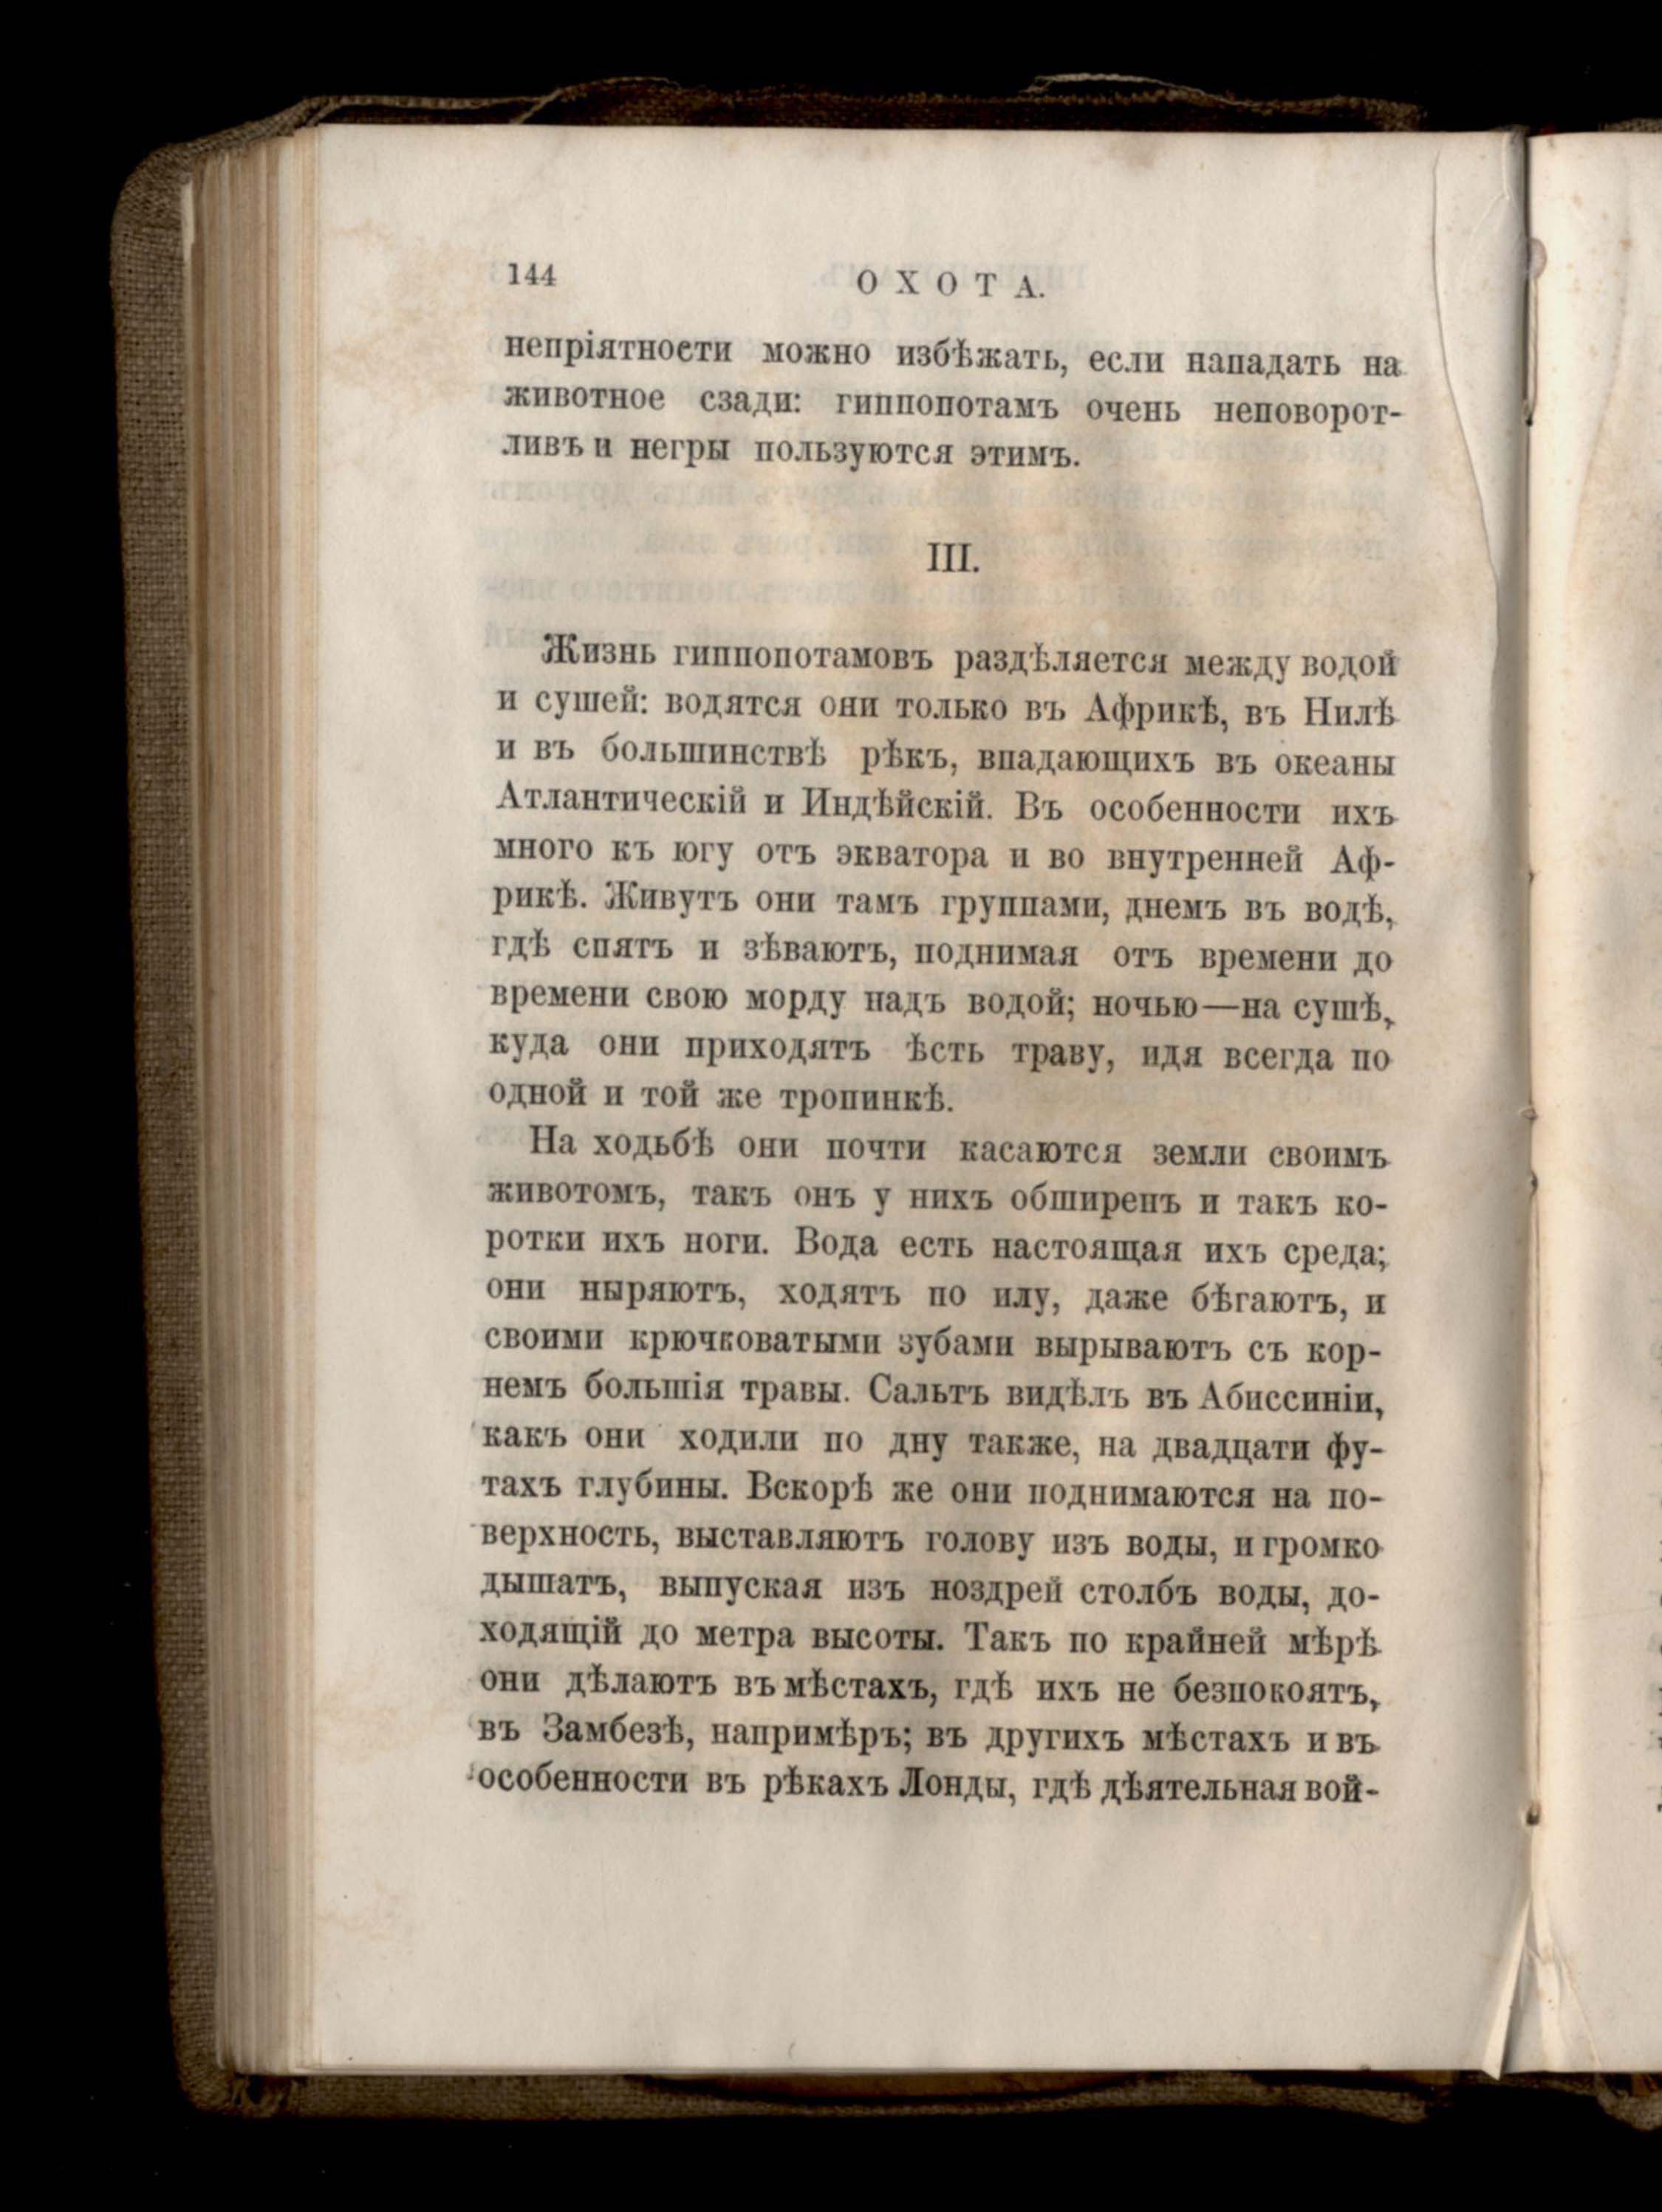 144
ОХОТА.
непріятности можно избѣжать, если нападать на
животное сзади: гиппопотамъ очень неповорот-
ливъ и негры пользуются этимъ.
III.
Жизнь гиппопотамовъ раздѣляется между водой
и сушей: водятся они только въ Африкѣ, въ Нилѣ
и въ большинствѣ рѣкъ, впадающихъ въ океаны
Атлантическій и Индѣйскій. Въ особенности ихъ
много къ югу отъ экватора и во внутренней Аф-
рикѣ. Живутъ они тамъ группами, днемъ въ водѣ,
гдѣ спятъ и зѣваютъ, поднимая отъ времени до
времени свою морду надъ водой; ночью—на сушѣ,
куда они приходятъ ѣсть траву, идя всегда по
одной и той же тропинкѣ.
На ходьбѣ они почти касаются земли своимъ
животомъ, такъ онъ у нихъ обширенъ и такъ ко-
ротки ихъ ноги. Вода есть настоящая ихъ среда;
они ныряютъ, ходятъ по илу, даже бѣгаютъ, и
своими крючковатыми зубами вырываютъ съ кор-
немъ большія травы. Сальтъ видѣлъ въ Абиссиніи,
какъ они ходили по дну также, на двадцати фу-
тахъ глубины. Вскорѣ же они поднимаются на по-
верхность, выставляютъ голову изъ воды, и громко
дышатъ, выпуская изъ ноздрей столбъ воды, до-
ходящій до метра высоты. Такъ по крайней мѣрѣ
они дѣлаютъ въ мѣстахъ, гдѣ ихъ не безпокоятъ,
въ Замбезѣ, напримѣръ; въ другихъ мѣстахъ и въ
особенности въ рѣкахъ Лонды, гдѣ дѣятельная вой-